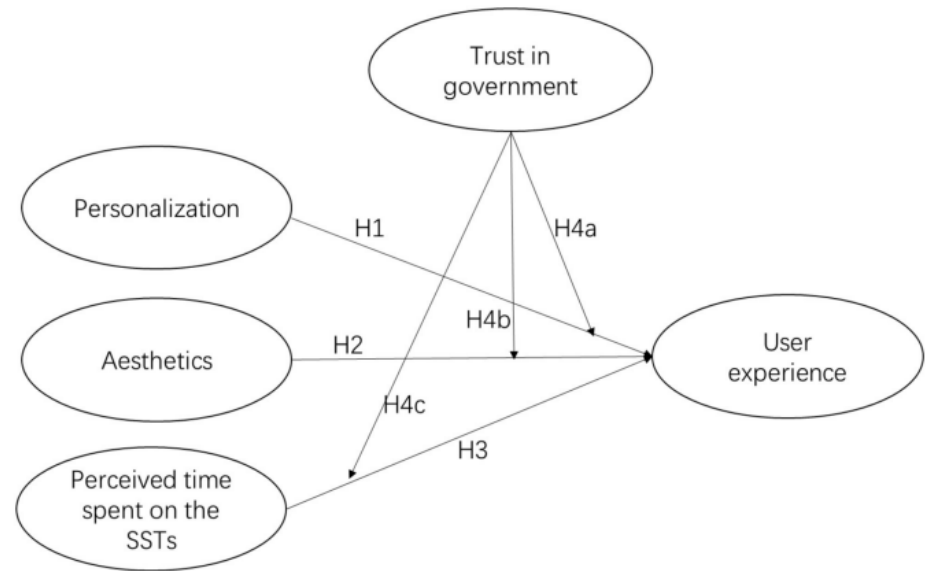 Trust in
government
Personalization
H1
H4a
H4b
User
experience
H2
Aesthetics
H4c
H3
Perceived time
spent on the
SSTs